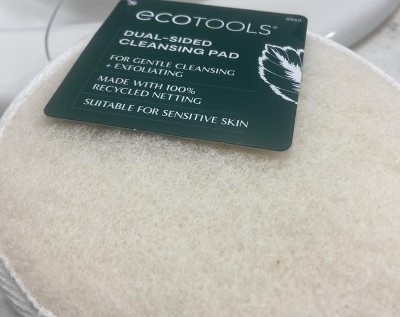 ecoTOOLS®
DUAL-SIDED
CLEANSING PAD
FOR GENTLE CLEANSING
+ EXFOLIATING
MADE WITH 100%
RECYCLED NETTING
SUITABLE FOR SENSITIVE SKIN